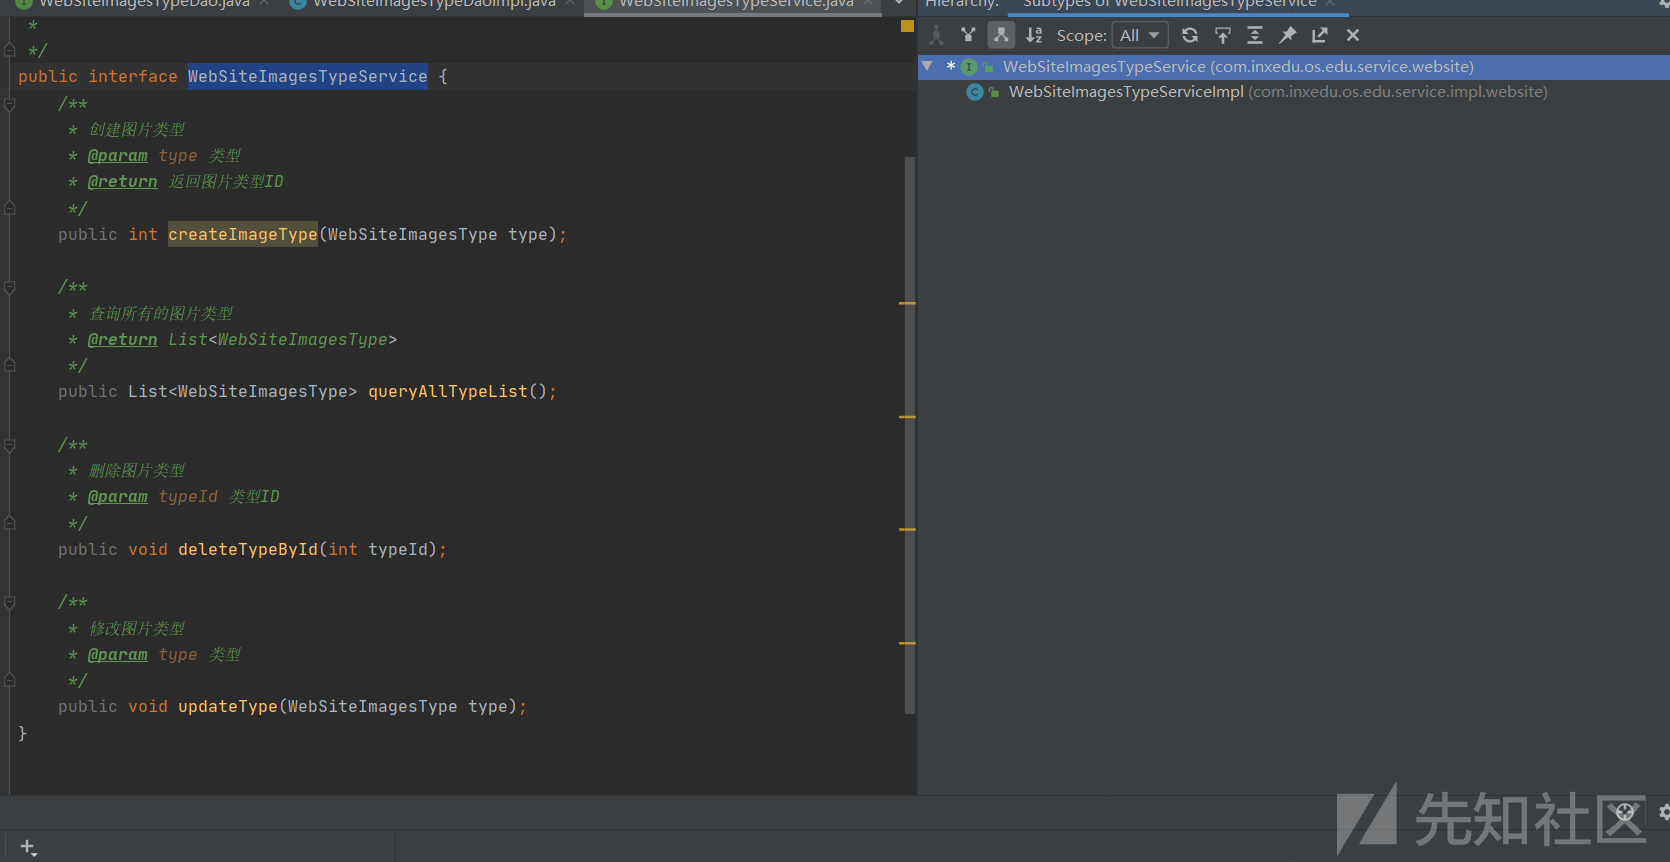 WebSiteImagesTypeDao.java
WebSiteImagesTypeDaoImpl.java
WebSiteImagesTypeService.java
*
*/
public interface WebSiteImagesTypeService {
/**
* 创建图片类型
* @param type 类型
* @return 返回图片类型ID
*/
public int createImageType(WebSiteImagesType type);
/**
* 查询所有的图片类型
* @return List<WebSiteImagesType>
*/
public List<WebSiteImagesType> queryAllTypeList();
/**
* 删除图片类型
* @param typeId 类型ID
*/
public void deleteTypeById(int typeId);
/**
* 修改图片类型
* @param type 类型
*/
public void updateType(WebSiteImagesType type);
}
Hierarchy:
Subtypes of WebSiteImagesTypeService
Scope: All
* WebSiteImagesTypeService (com.inxedu.os.edu.service.website)
WebSiteImagesTypeServiceImpl (com.inxedu.os.edu.service.impl.website)
先知社区